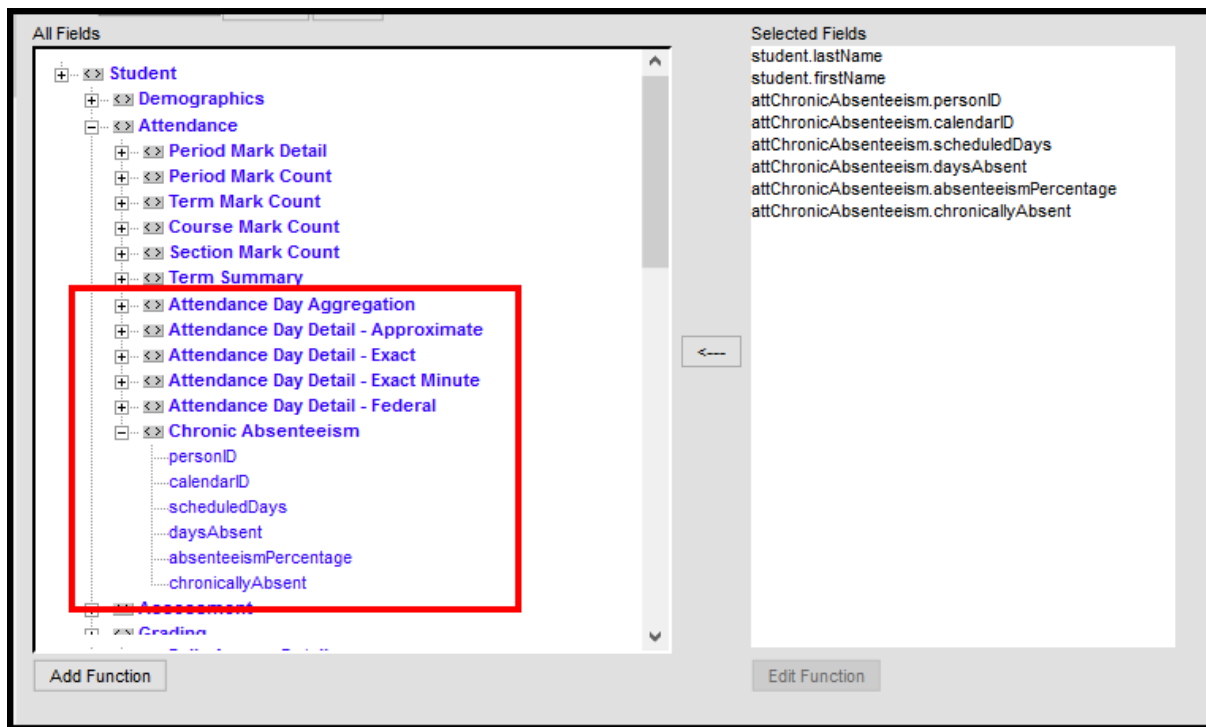 All Fields
Student
Demographics
Attendance
Period Mark Detail
Period Mark Count
Term Mark Count
Course Mark Count
Section Mark Count
Term Summary
Attendance Day Aggregation
Attendance Day Detail - Approximate
Attendance Day Detail - Exact
Attendance Day Detail - Exact Minute
Attendance Day Detail - Federal
Chronic Absenteeism
personID
calendarID
scheduledDays
daysAbsent
absenteeismPercentage
chronicallyAbsent
Assessment
Grading
Add Function
<---
Selected Fields
student.lastName
student.firstName
attChronicAbsenteeism.personID
attChronicAbsenteeism.calendarID
attChronicAbsenteeism.scheduledDays
attChronicAbsenteeism.daysAbsent
attChronicAbsenteeism.absenteeismPercentage
attChronicAbsenteeism.chronicallyAbsent
Edit Function